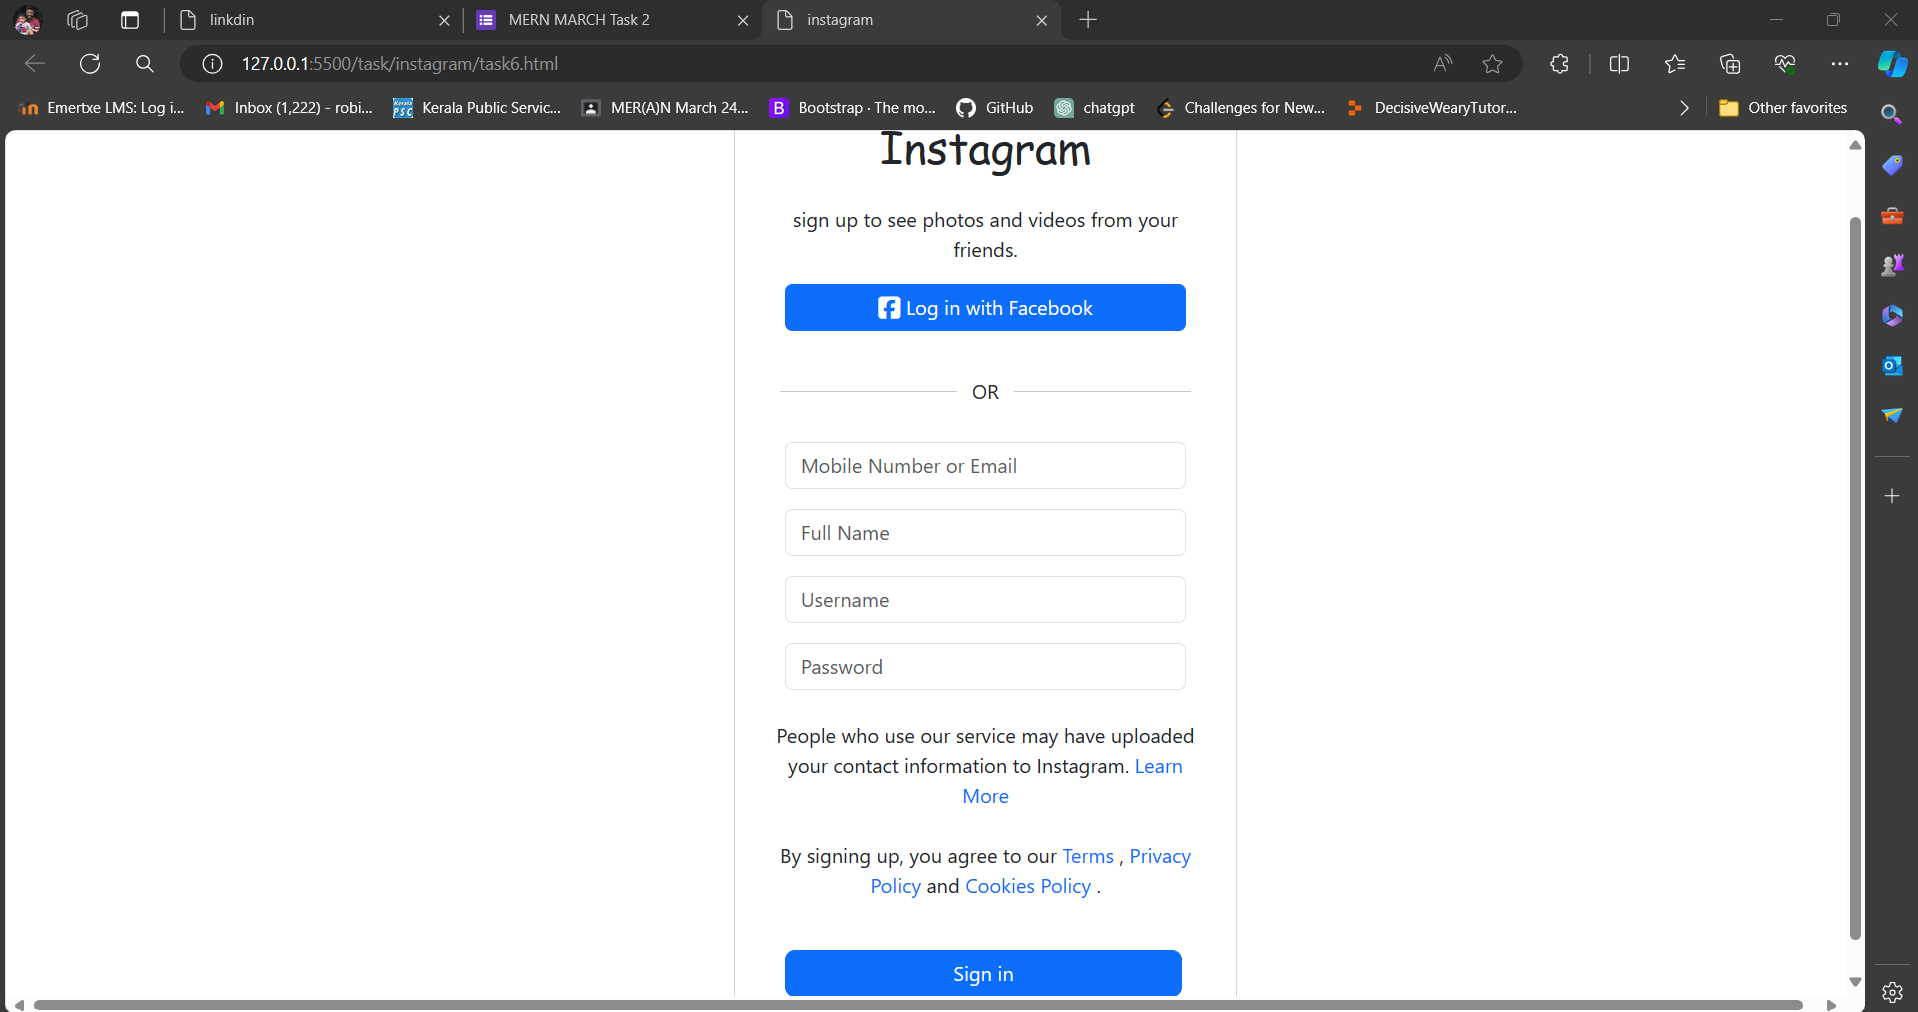 linkdin
MERN MARCH Task 2
instagram
127.0.0.1:5500/task/instagram/task6.html
Emertxe LMS: Log i...
Inbox (1,222) - robi...
Kerala Public Servic...
MER(A)N March 24...
Bootstrap · The mo...
GitHub
chatgpt
Challenges for New...
DecisiveWearyTutor...
Other favorites
Instagram
sign up to see photos and videos from your
friends.
Log in with Facebook
OR
Mobile Number or Email
Full Name
Username
Password
People who use our service may have uploaded
your contact information to Instagram. Learn
More
By signing up, you agree to our Terms , Privacy
Policy and Cookies Policy .
Sign in